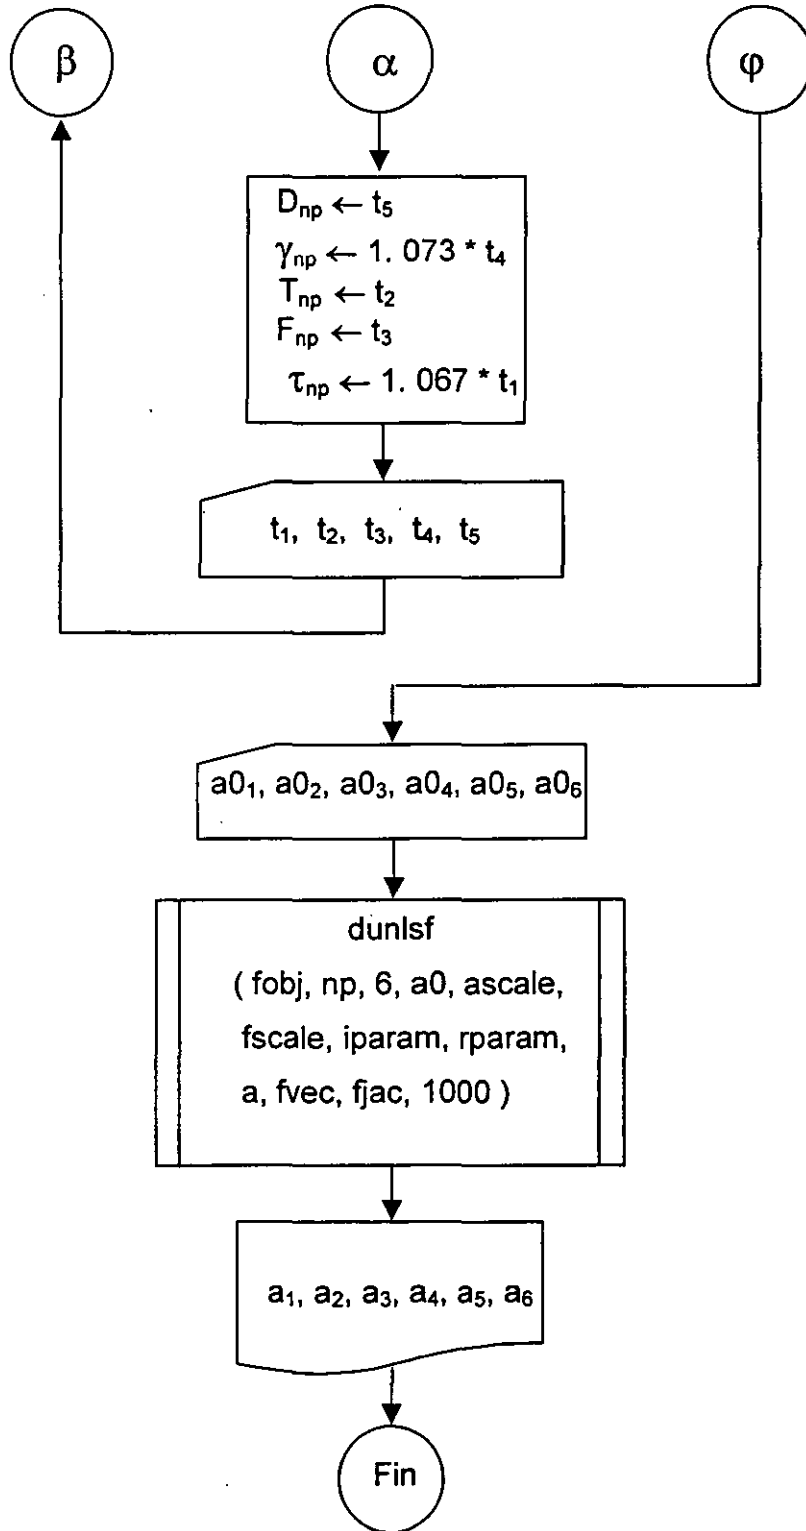 β
α
φ
D_np ← t_5
γ_np ← 1. 073 * t_4
T_np ← t_2
F_np ← t_3
τ_np ← 1. 067 * t_1
t_1, t_2, t_3, t_4, t_5
a0_1, a0_2, a0_3, a0_4, a0_5, a0_6
dunlsf
( fobj, np, 6, a0, ascale,
fscale, iparam, rparam,
a, fvec, fjac, 1000 )
a_1, a_2, a_3, a_4, a_5, a_6
Fin